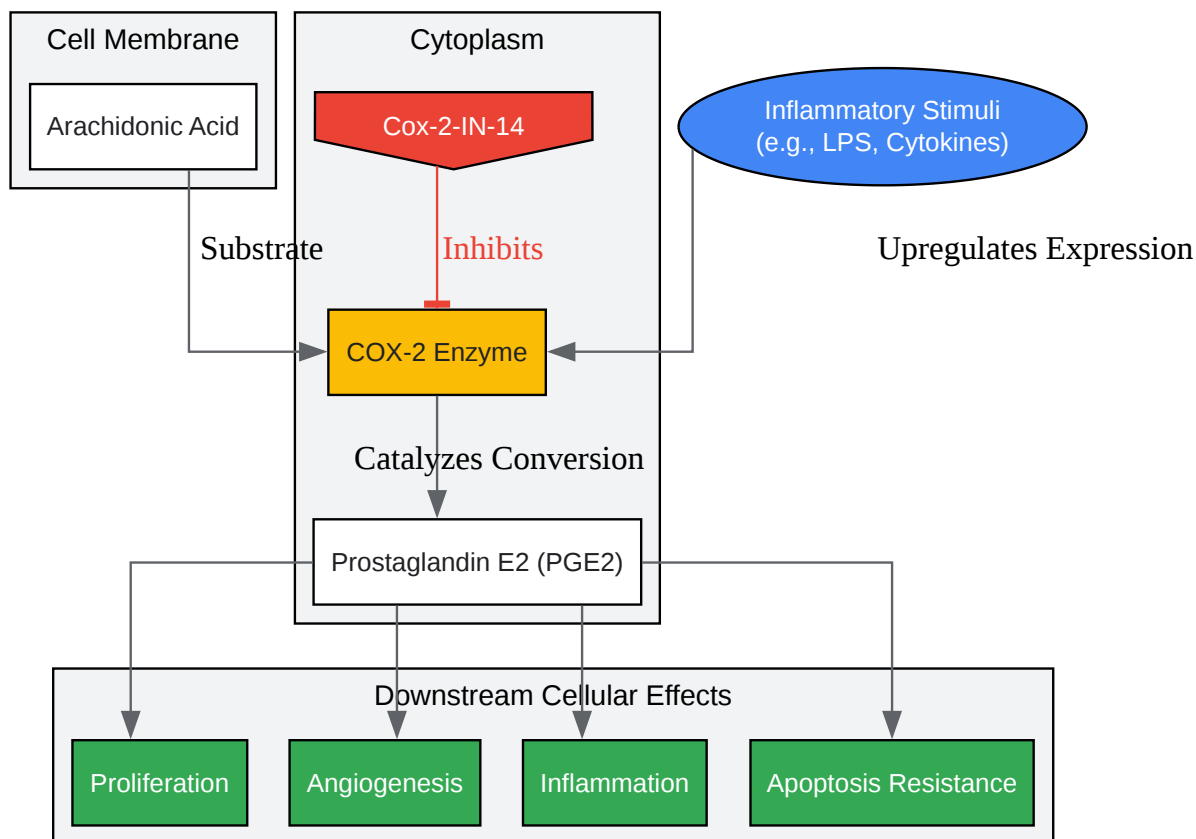 Cell Membrane
Cytoplasm
Arachidonic Acid
Cox-2-IN-14
Inflammatory Stimuli
(e.g., LPS, Cytokines)
Substrate
Inhibits
Upregulates Expression
COX-2 Enzyme
Catalyzes Conversion
Prostaglandin E2 (PGE2)
Downstream Cellular Effects
Proliferation
Angiogenesis
Inflammation
Apoptosis Resistance